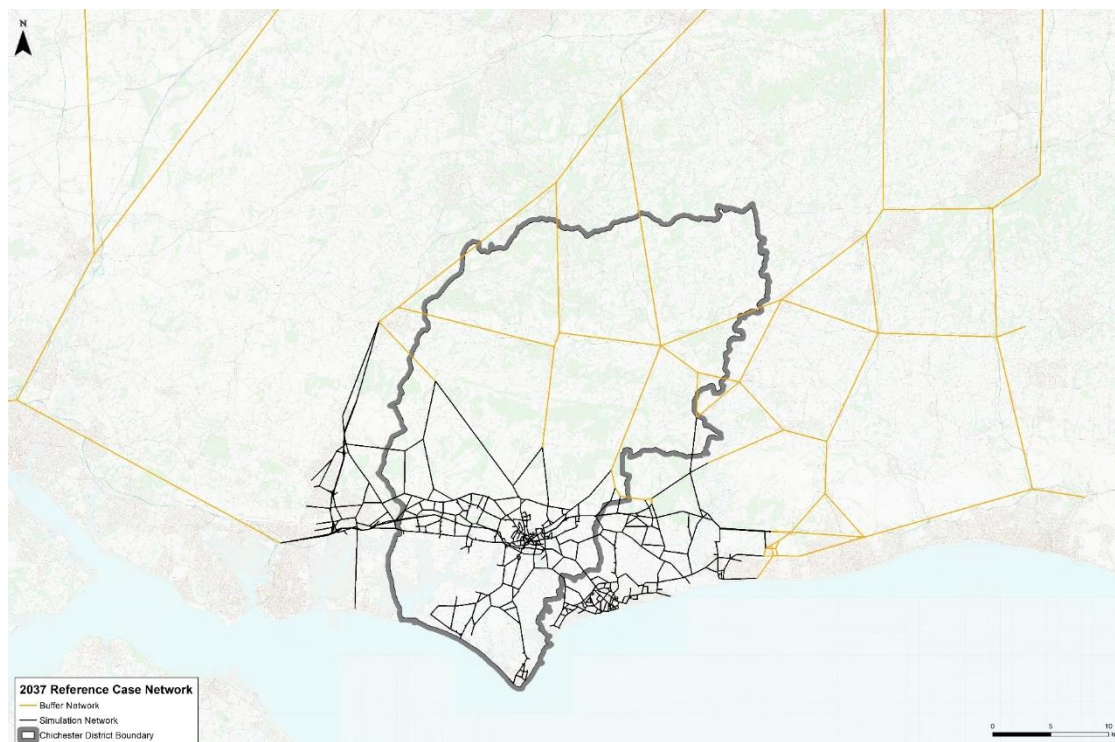 N
2037 Reference Case Network
Buffer Network
Simulation Network
Chichester District Boundary
0 5 10